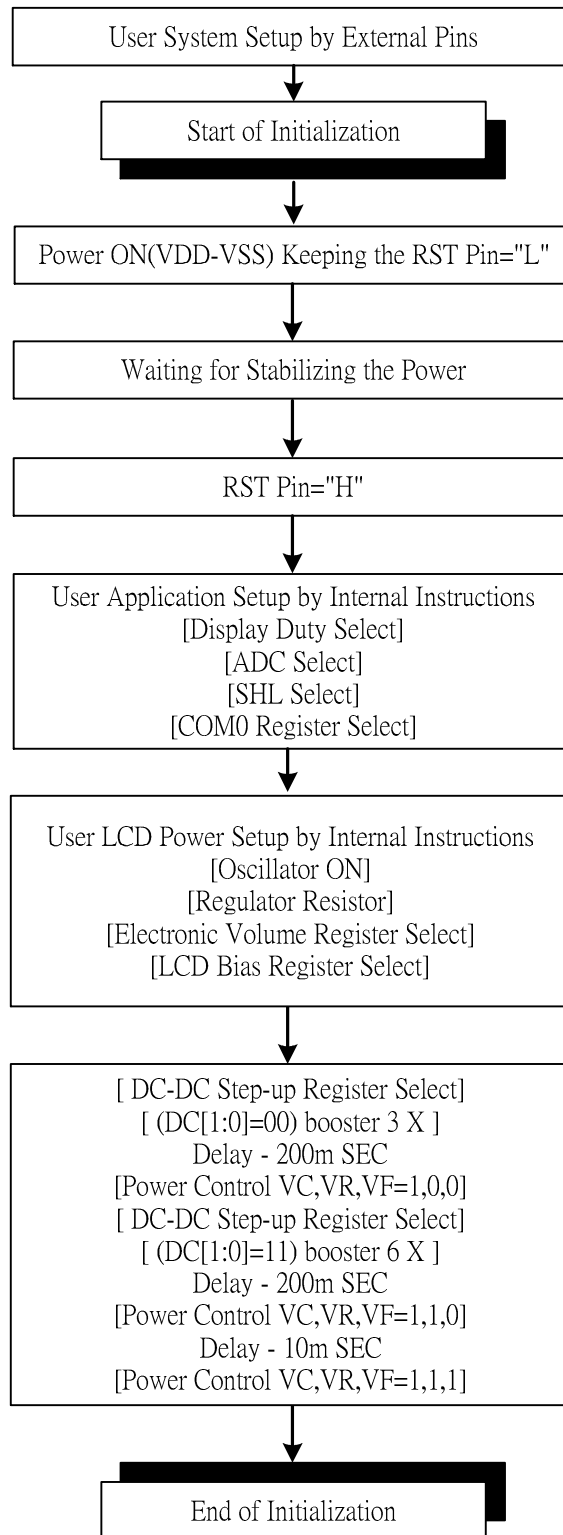 User System Setup by External Pins
Start of Initialization
Power ON(VDD-VSS) Keeping the RST Pin="L"
Waiting for Stabilizing the Power
RST Pin="H"
User Application Setup by Internal Instructions
[Display Duty Select]
[ADC Select]
[SHL Select]
[COM0 Register Select]
User LCD Power Setup by Internal Instructions
[Oscillator ON]
[Regulator Resistor]
[Electronic Volume Register Select]
[LCD Bias Register Select]
[ DC-DC Step-up Register Select]
[ (DC[1:0]=00) booster 3 X ]
Delay - 200m SEC
[Power Control VC,VR,VF=1,0,0]
[ DC-DC Step-up Register Select]
[ (DC[1:0]=11) booster 6 X ]
Delay - 200m SEC
[Power Control VC,VR,VF=1,1,0]
Delay - 10m SEC
[Power Control VC,VR,VF=1,1,1]
End of Initialization